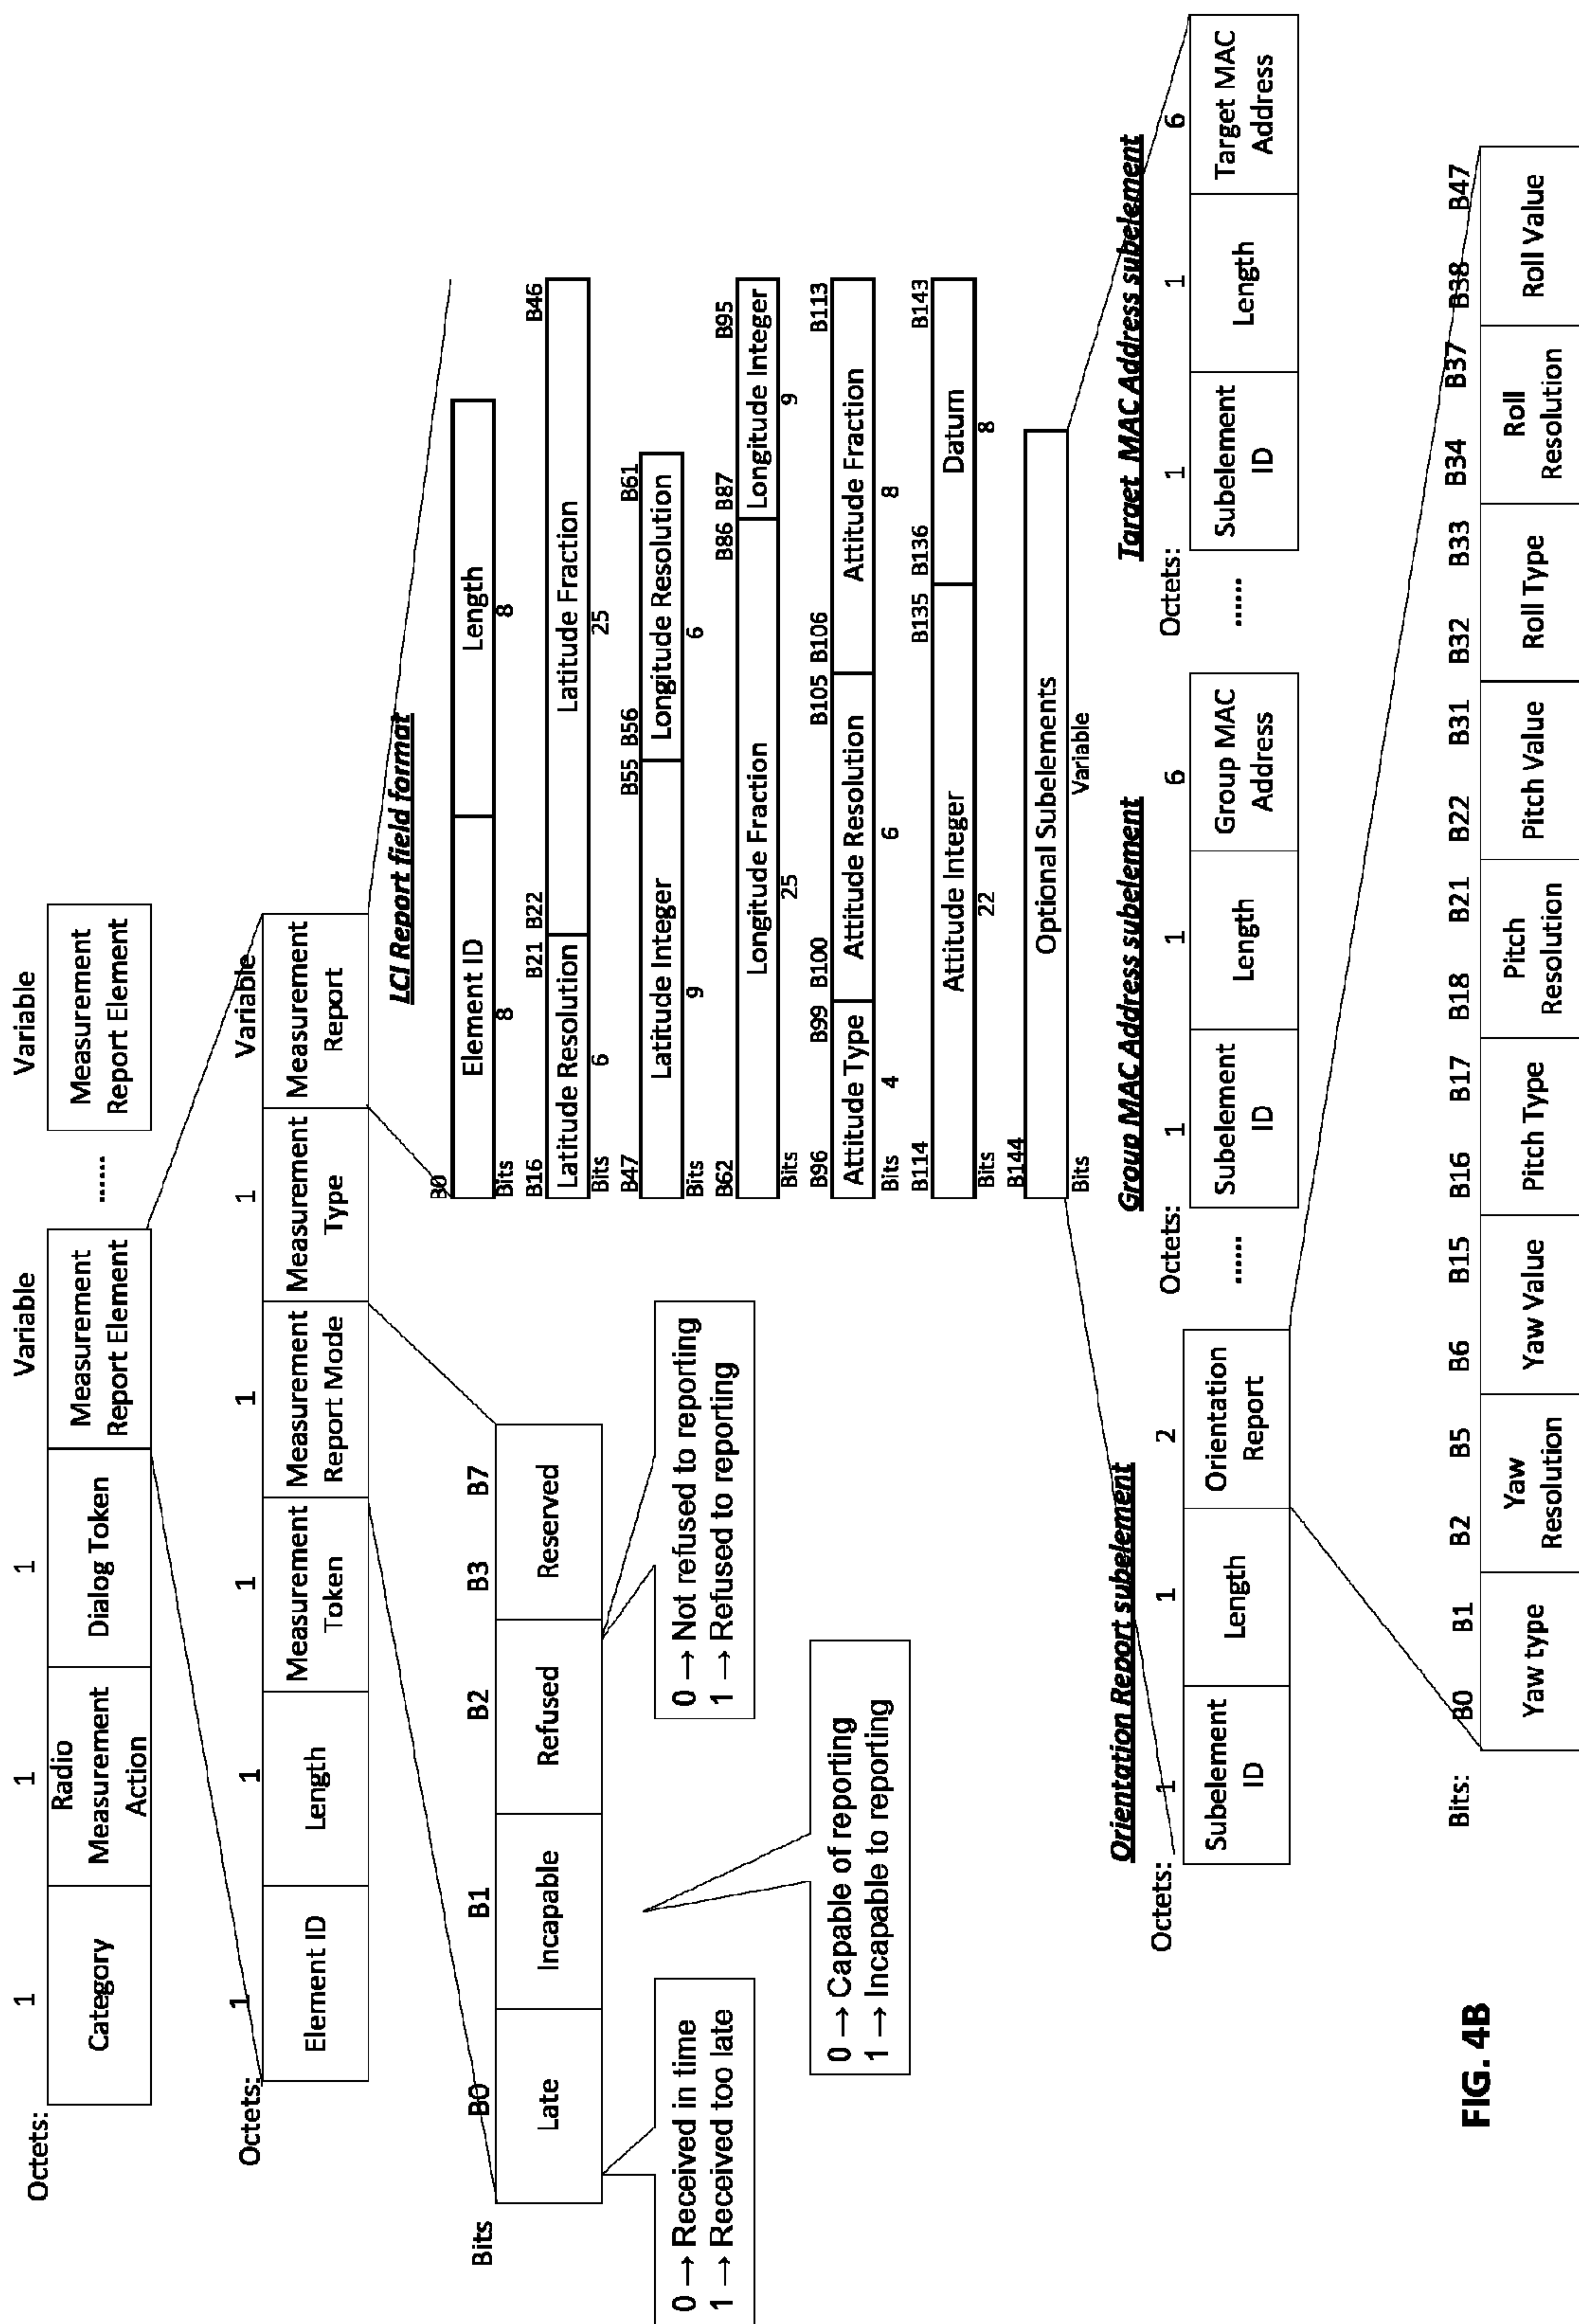 Octets: 1 1 1 Variable Variable
Category
Radio
Measurement
Action
Dialog Token
Measurement
Report Element
......
Measurement
Report Element
Octets: 1 1 1 1 1 Variable
Element ID
Length
Measurement
Token
Measurement
Report Mode
Measurement
Type
Measurement
Report
Bits B0 B1 B2 B3 B7
Late
Incapable
Refused
Reserved
0 → Received in time
1 → Received too late
0 → Capable of reporting
1 → Incapable to reporting
0 → Not refused to reporting
1 → Refused to reporting
LCI Report field format
B0
Element ID
Length
Bits 8 8
B16 B21 B22 B46
Latitude Resolution
Latitude Fraction
Bits 6 25
B47 B55 B56 B61
Latitude Integer
Longitude Resolution
Bits 9 6
B62 B86 B87 B95
Longitude Fraction
Longitude Integer
Bits 25 9
B96 B99 B100 B105 B106 B113
Attitude Type
Attitude Resolution
Attitude Fraction
Bits 4 6 8
B114 B135 B136 B143
Attitude Integer
Datum
Bits 22 8
B144
Optional Subelements
Bits Variable
Orientation Report subelement
Octets: 1 1 2
Subelement
ID
Length
Orientation
Report
......
Group MAC Address subelement
Octets: 1 1 6
Subelement
ID
Length
Group MAC
Address
......
Target MAC Address subelement
Octets: 1 1 6
Subelement
ID
Length
Target MAC
Address
Bits: B0 B1 B2 B5 B6 B15 B16 B17 B18 B21 B22 B31 B32 B33 B34 B37 B38 B47
Yaw type
Yaw
Resolution
Yaw Value
Pitch Type
Pitch
Resolution
Pitch Value
Roll Type
Roll
Resolution
Roll Value
FIG. 4B